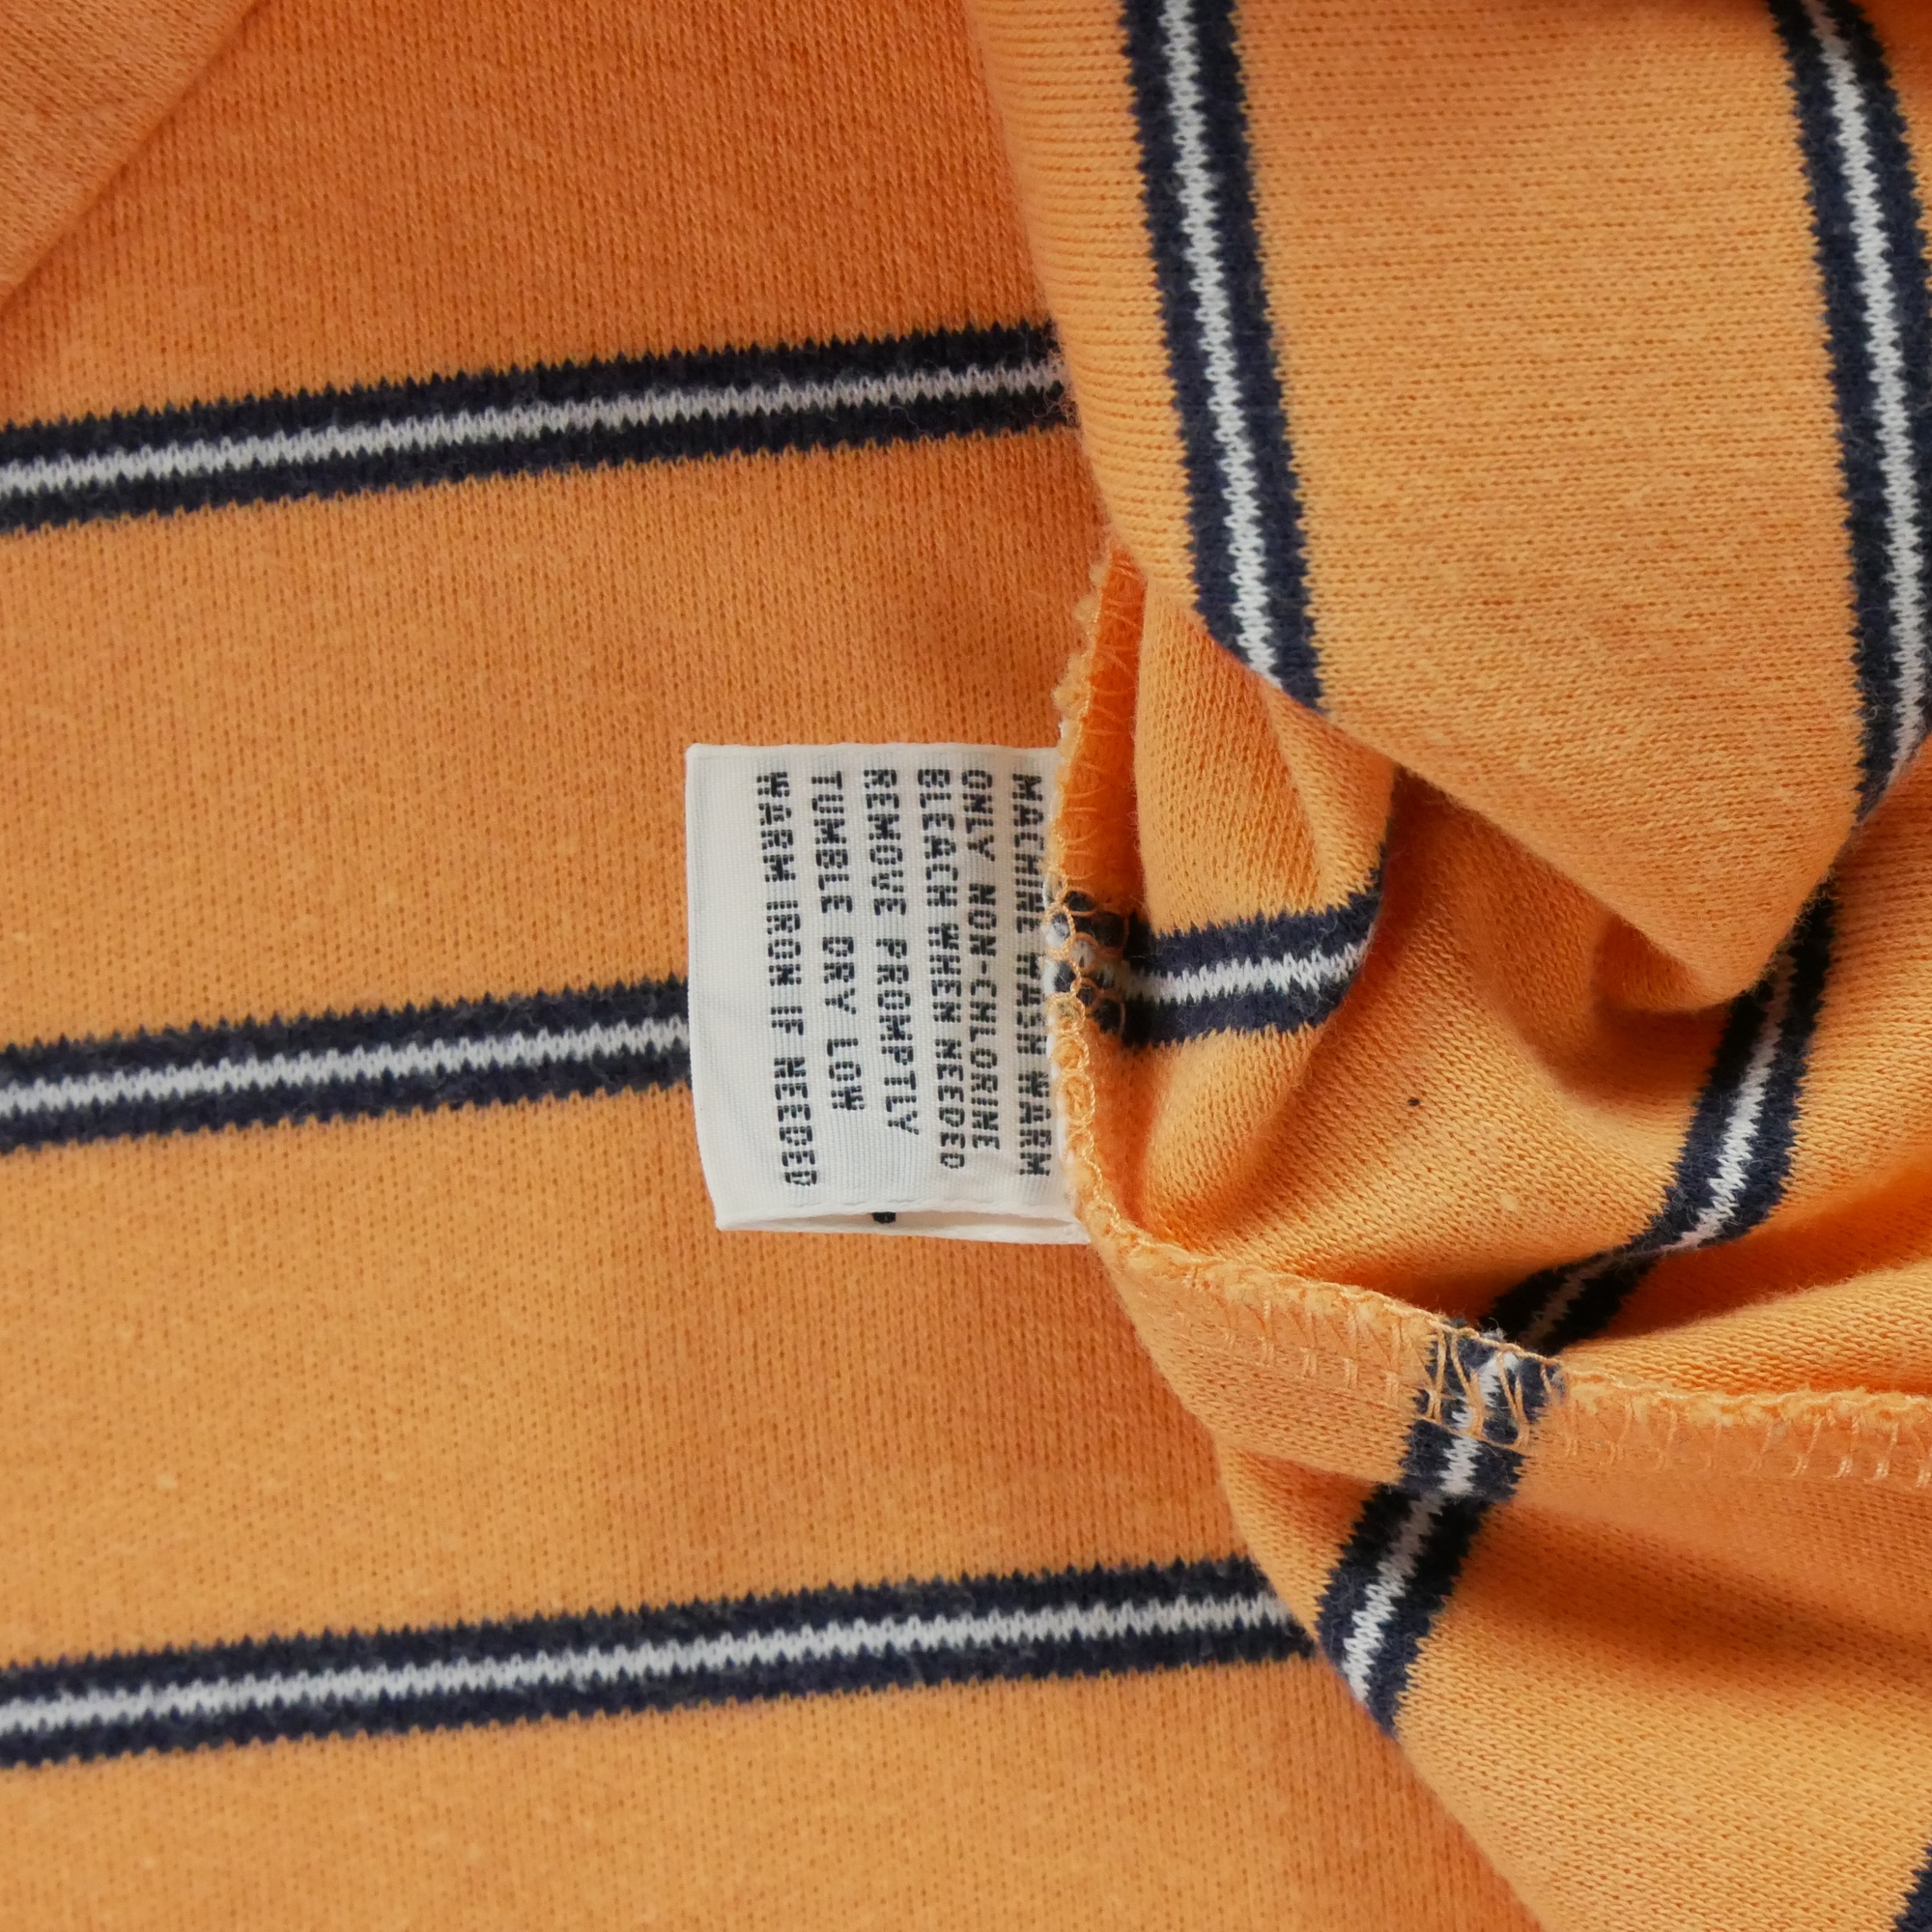 MACHINE WASH WARM
ONLY NON-CHLORINE
BLEACH WHEN NEEDED
REMOVE PROMPTLY
TUMBLE DRY LOW
WARM IRON IF NEEDED